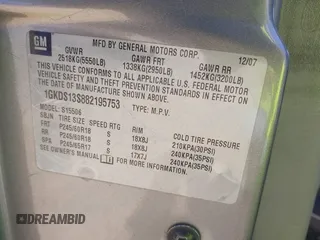 GM
MFD BY GENERAL MOTORS CORP.
12/07
GVWR GAWR FRT GAWR RR
2518KG(5550LB) 1338KG(2950LB) 1452KG(3200LB)
THIS VEHICLE CONFORMS TO ALL APPLICABLE U.S. FEDERAL MOTOR
VEHICLE SAFETY AND THEFT PREVENTION STANDARDS IN EFFECT ON
THE DATE OF MANUFACTURE SHOWN ABOVE.
1GKDS13S882195753 TYPE: M.P.V.
MODEL: S15506
TIRE SIZE SPEED RTG RIM COLD TIRE PRESSURE
FRT P245/60R18 S 18X8J 210KPA(30PSI)
RR P245/60R18 S 18X8J 240KPA(35PSI)
SPA P245/65R17 S 17X7J 240KPA(35PSI)
SEE OWNER'S MANUAL
DREAMBID